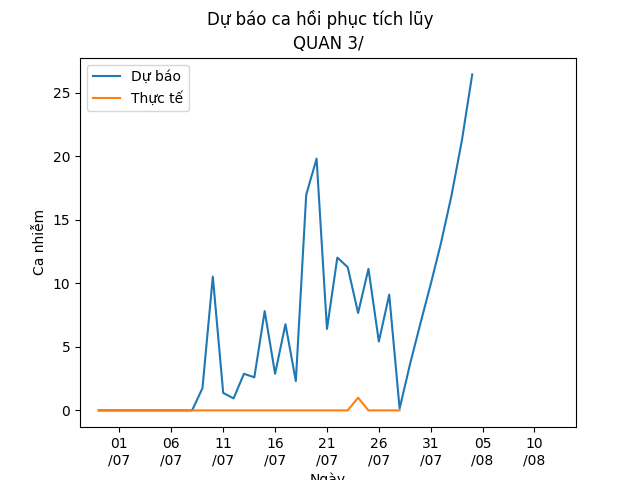 Dự báo ca hồi phục tích lũy
QUAN 3/
Dự báo
Thực tế
Ca nhiễm
25
20
15
10
5
0
01 06 11 16 21 26 31 05 10
/07 /07 /07 /07 /07 /07 /07 /08 /08
Ngày